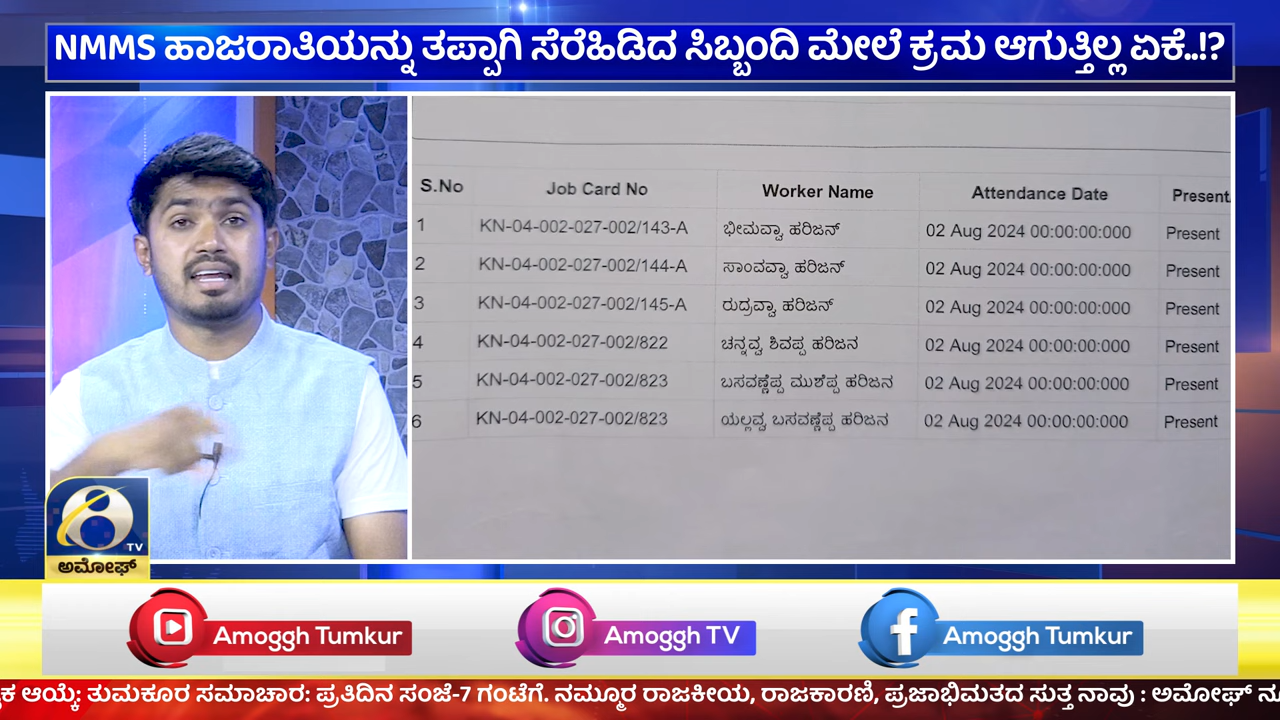 NMMS ಹಾಜರಾತಿಯನ್ನು ತಪ್ಪಾಗಿ ಸೆರೆಹಿಡಿದ ಸಿಬ್ಬಂದಿ ಮೇಲೆ ಕ್ರಮ ಆಗುತ್ತಿಲ್ಲ ಏಕೆ..!?
S.No Job Card No Worker Name Attendance Date Present
1 KN-04-002-027-002/143-A ಭೀಮವ್ವಾ ಹರಿಜನ್ 02 Aug 2024 00:00:00:000 Present
2 KN-04-002-027-002/144-A ಸಾಂವವ್ವಾ ಹರಿಜನ್ 02 Aug 2024 00:00:00:000 Present
3 KN-04-002-027-002/145-A ರುದ್ರವ್ವಾ ಹರಿಜನ್ 02 Aug 2024 00:00:00:000 Present
4 KN-04-002-027-002/822 ಚನ್ನವ್ವ ಶಿವಪ್ಪ ಹರಿಜನ 02 Aug 2024 00:00:00:000 Present
5 KN-04-002-027-002/823 ಬಸವಣ್ಣೆಪ್ಪ ಮುಶೆಪ್ಪ ಹರಿಜನ 02 Aug 2024 00:00:00:000 Present
6 KN-04-002-027-002/823 ಯಲ್ಲವ್ವ ಬಸವಣ್ಣೆಪ್ಪ ಹರಿಜನ 02 Aug 2024 00:00:00:000 Present
8 TV
ಅಮೋಘ್
Amoggh Tumkur Amoggh TV Amoggh Tumkur
ಆಯ್ಕೆ: ತುಮಕೂರ ಸಮಾಚಾರ: ಪ್ರತಿದಿನ ಸಂಜೆ-7 ಗಂಟೆಗೆ. ನಮ್ಮೂರ ರಾಜಕೀಯ, ರಾಜಕಾರಣಿ, ಪ್ರಜಾಭಿಮತದ ಸುತ್ತ ನಾವು : ಅಮೋಘ್